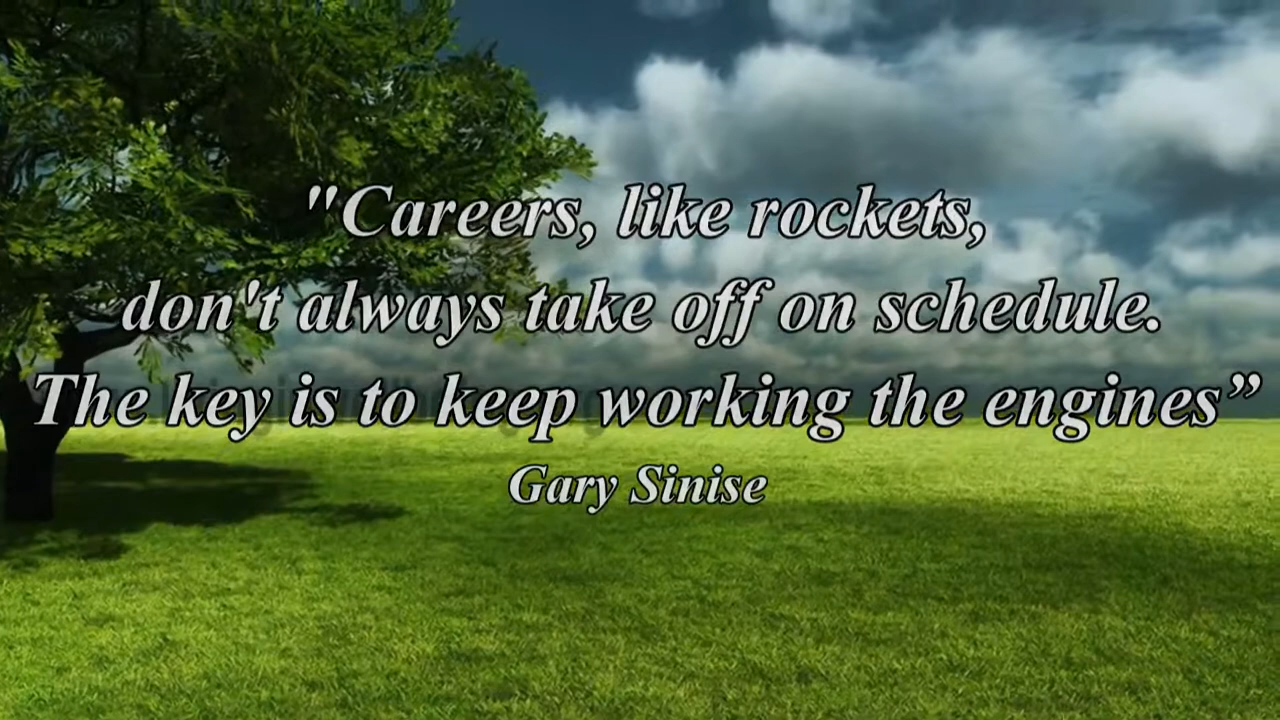 "Careers, like rockets,
don't always take off on schedule.
The key is to keep working the engines”
Gary Sinise